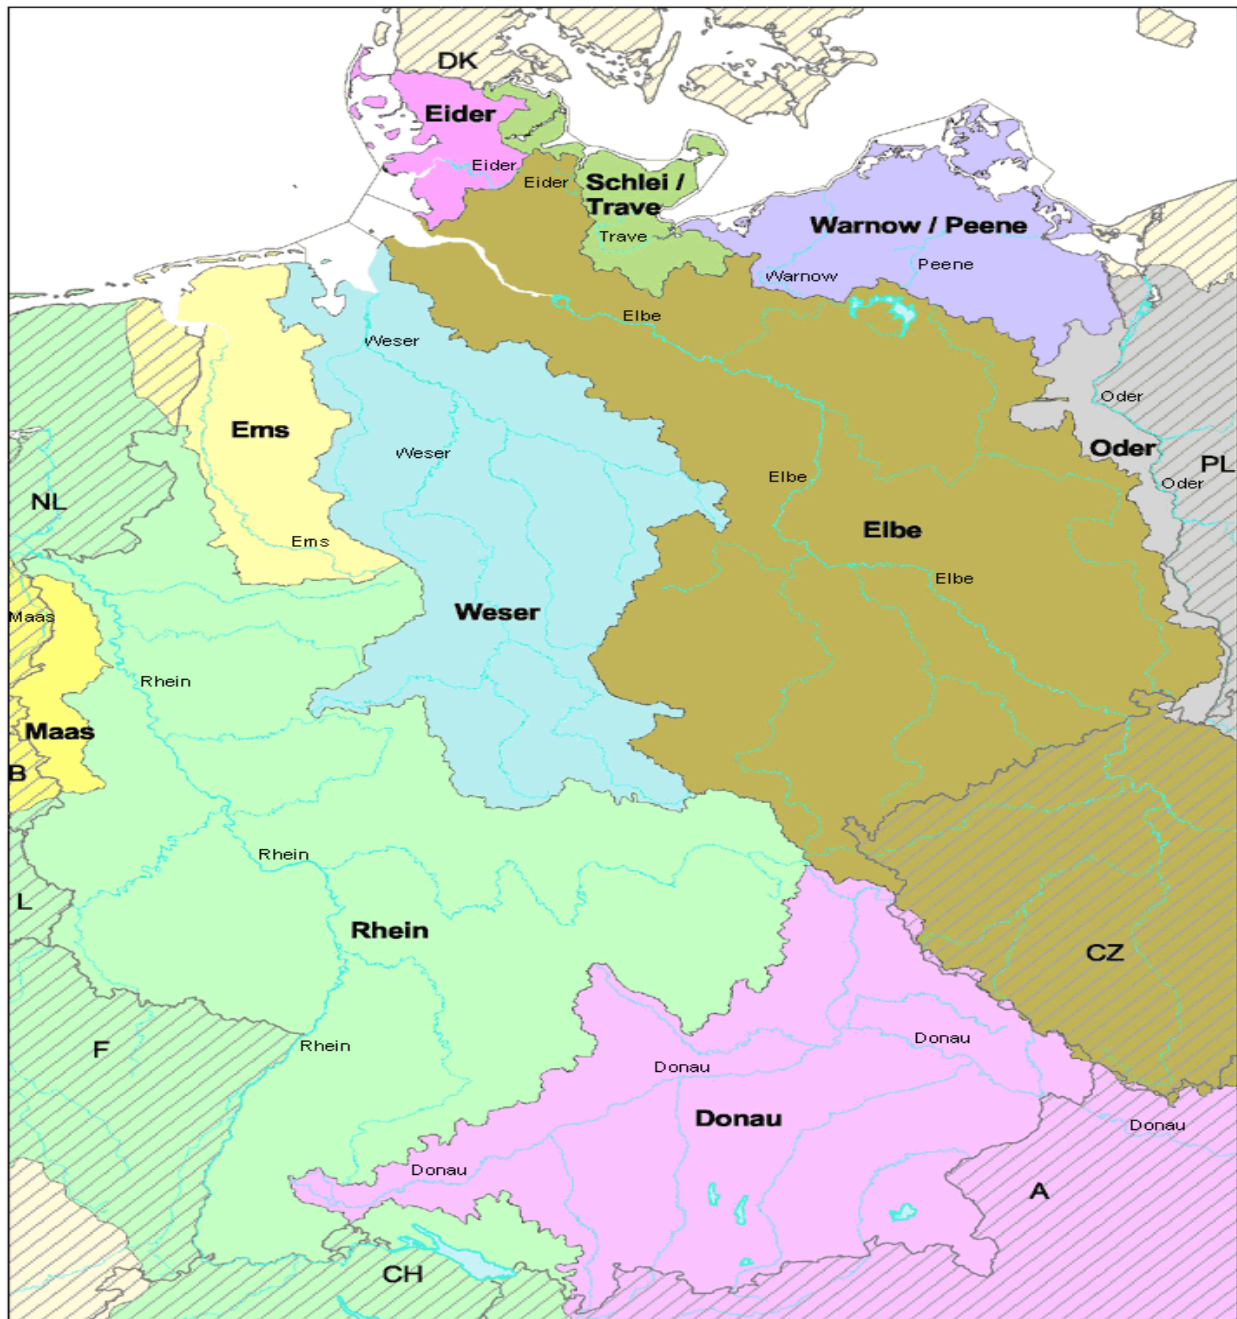 DK
Eider
Eider
Eider
Schlei /
Trave
Trave
Warnow / Peene
Warnow
Peene
Elbe
Weser
Oder
Ems
Oder
Weser
PL
Elbe
Oder
NL
Elbe
Ems
Elbe
Weser
Maas
Rhein
Maas
B
Rhein
L
Rhein
CZ
F
Rhein
Donau
Donau
Donau
Donau
Donau
A
CH